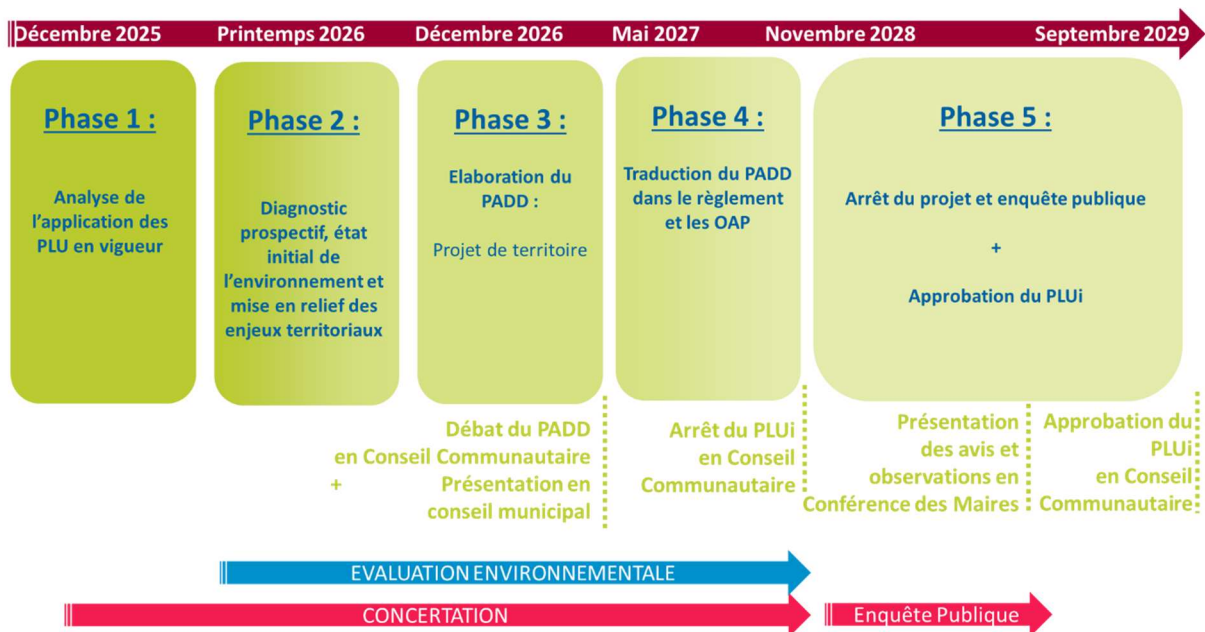 Décembre 2025 Printemps 2026 Décembre 2026 Mai 2027 Novembre 2028 Septembre 2029
Phase 1 :
Analyse de
l'application des
PLU en vigueur
Phase 2 :
Diagnostic
prospectif, état
initial de
l'environnement et
mise en relief des
enjeux territoriaux
Phase 3 :
Elaboration du
PADD :
Projet de territoire
Phase 4 :
Traduction du PADD
dans le règlement
et les OAP
Phase 5 :
Arrêt du projet et enquête publique
+
Approbation du PLUi
Débat du PADD
en Conseil Communautaire
+ Présentation en
conseil municipal
Arrêt du PLUi
en Conseil
Communautaire
Présentation
des avis et
observations en
Conférence des Maires
Approbation du
PLUi
en Conseil
Communautaire
EVALUATION ENVIRONNEMENTALE
CONCERTATION
Enquête Publique